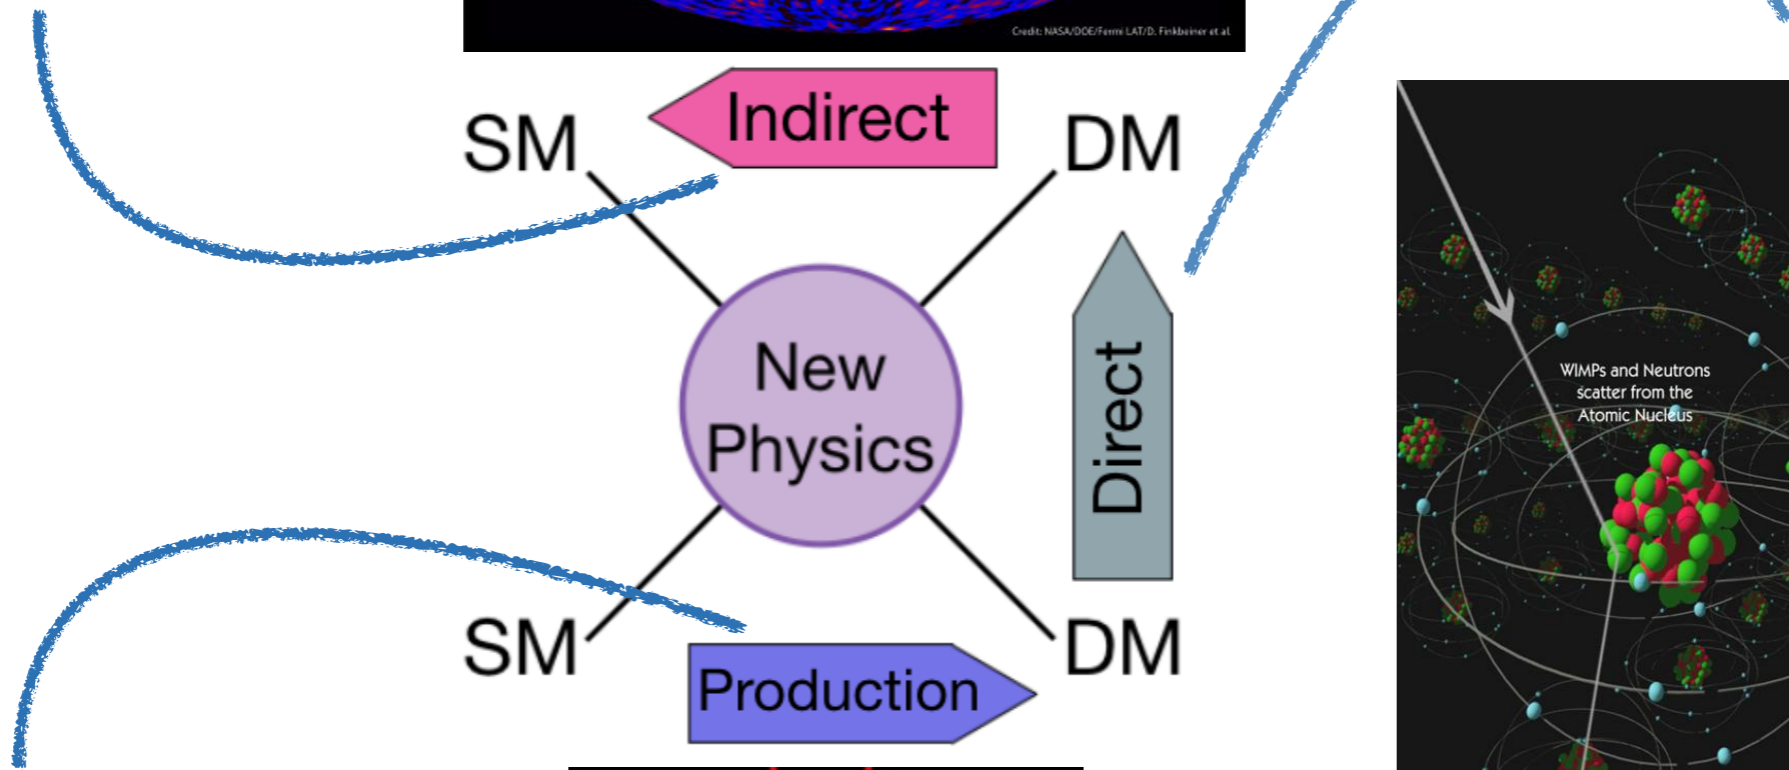 Credit: NASA/DOE/Fermi LAT/D. Finkbeiner et al.
Indirect
SM
DM
New
Physics
Direct
WIMPs and Neutrons
scatter from the
Atomic Nucleus
SM
DM
Production